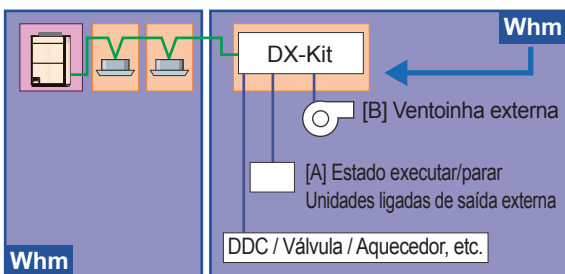 Whm
DX-Kit
[B] Ventoinha externa
[A] Estado executar/parar
Unidades ligadas de saída externa
DDC / Válvula / Aquecedor, etc.
Whm